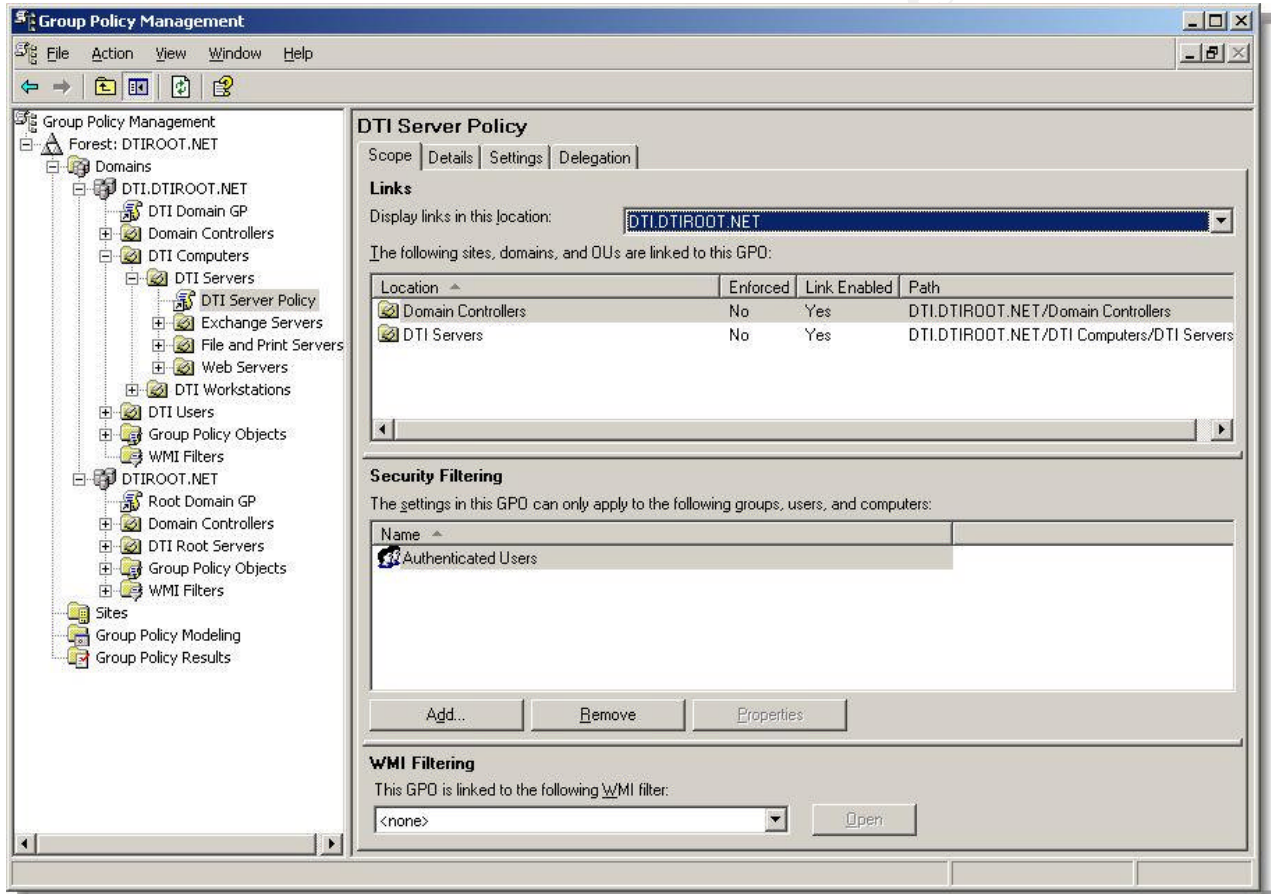 Group Policy Management
File Action View Window Help
Group Policy Management
Forest: DTIROOT.NET
Domains
DTI.DTIROOT.NET
DTI Domain GP
Domain Controllers
DTI Computers
DTI Servers
DTI Server Policy
Exchange Servers
File and Print Servers
Web Servers
DTI Workstations
DTI Users
Group Policy Objects
WMI Filters
DTIROOT.NET
Root Domain GP
Domain Controllers
DTI Root Servers
Group Policy Objects
WMI Filters
Sites
Group Policy Modeling
Group Policy Results
DTI Server Policy
Scope Details Settings Delegation
Links
Display links in this location: DTI.DTIROOT.NET
The following sites, domains, and OUs are linked to this GPO:
Location Enforced Link Enabled Path
Domain Controllers No Yes DTI.DTIROOT.NET/Domain Controllers
DTI Servers No Yes DTI.DTIROOT.NET/DTI Computers/DTI Servers
Security Filtering
The settings in this GPO can only apply to the following groups, users, and computers:
Name
Authenticated Users
Add... Remove Properties
WMI Filtering
This GPO is linked to the following WMI filter:
<none> Open